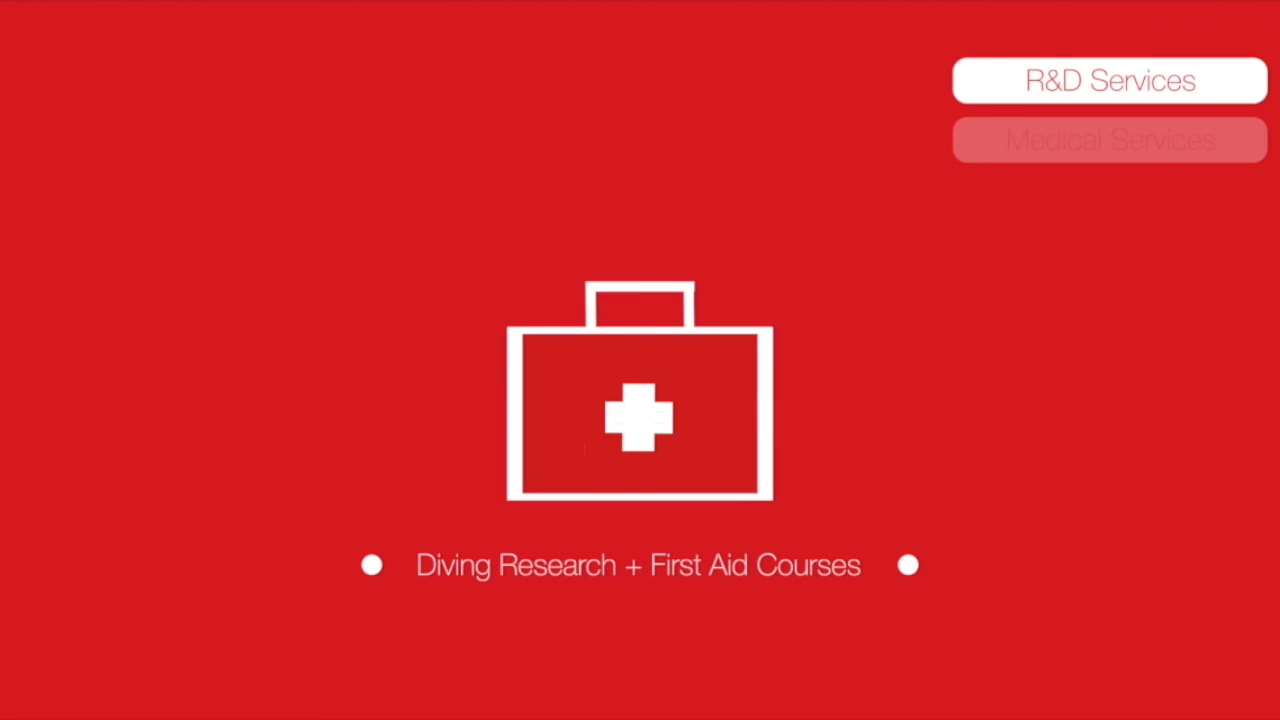 R&D Services
Medical Services
Diving Research + First Aid Courses